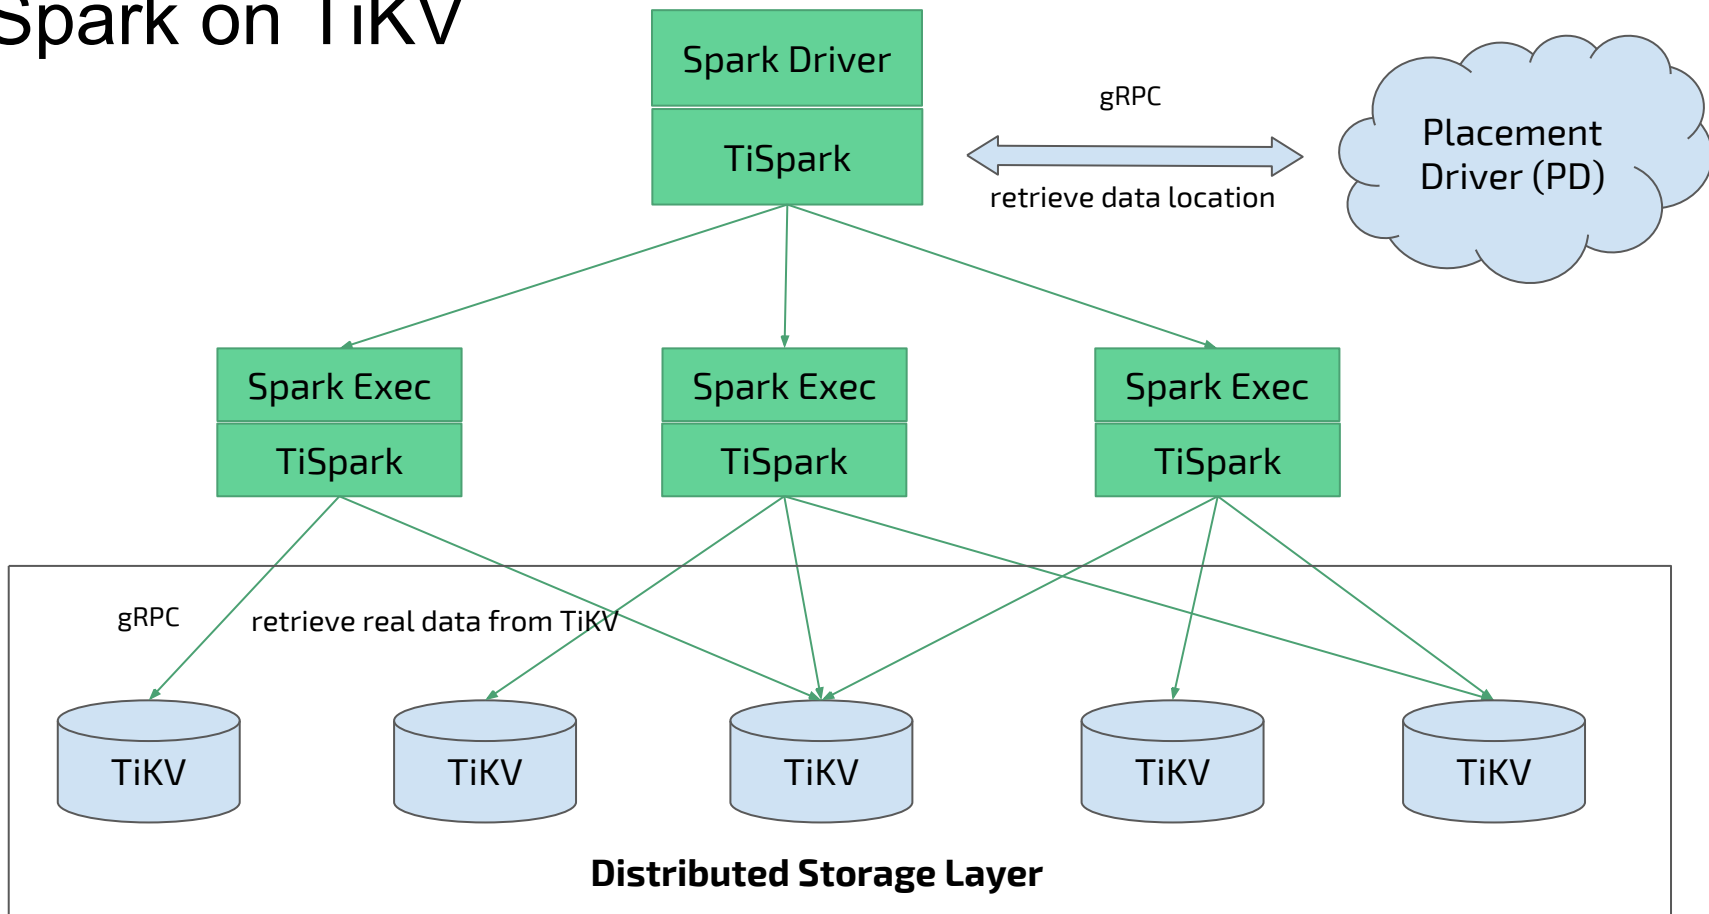 Spark on TiKV
Spark Driver
TiSpark
gRPC
retrieve data location
Placement
Driver (PD)
Spark Exec
TiSpark
Spark Exec
TiSpark
Spark Exec
TiSpark
gRPC
retrieve real data from TiKV
TiKV
TiKV
TiKV
TiKV
TiKV
Distributed Storage Layer